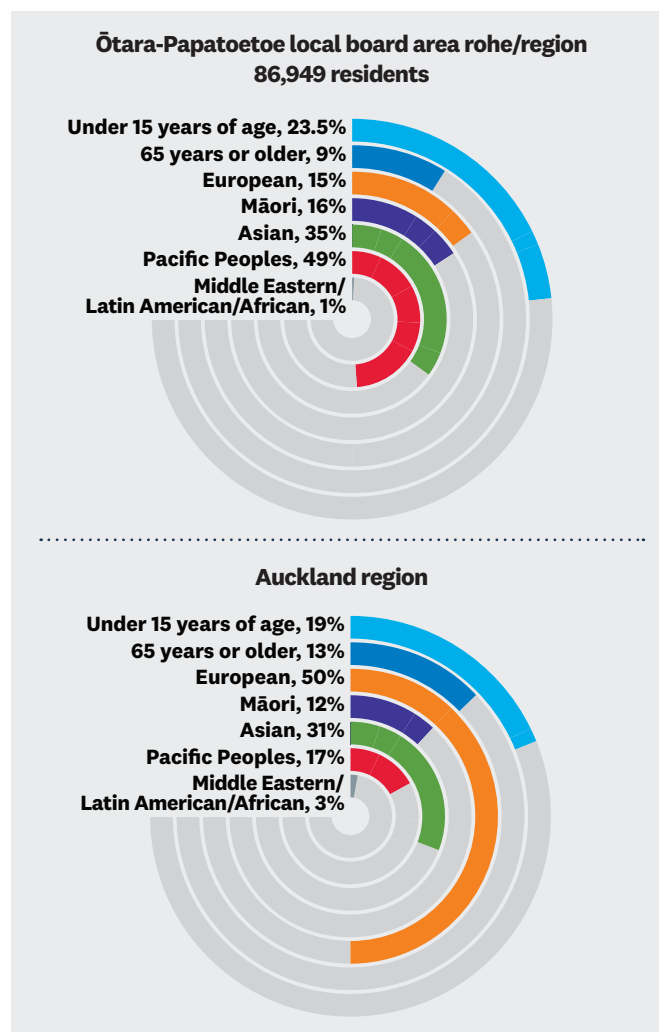 Ōtara-Papatoetoe local board area rohe/region
86,949 residents
Under 15 years of age, 23.5%
65 years or older, 9%
European, 15%
Māori, 16%
Asian, 35%
Pacific Peoples, 49%
Middle Eastern/
Latin American/African, 1%
Auckland region
Under 15 years of age, 19%
65 years or older, 13%
European, 50%
Māori, 12%
Asian, 31%
Pacific Peoples, 17%
Middle Eastern/
Latin American/African, 3%